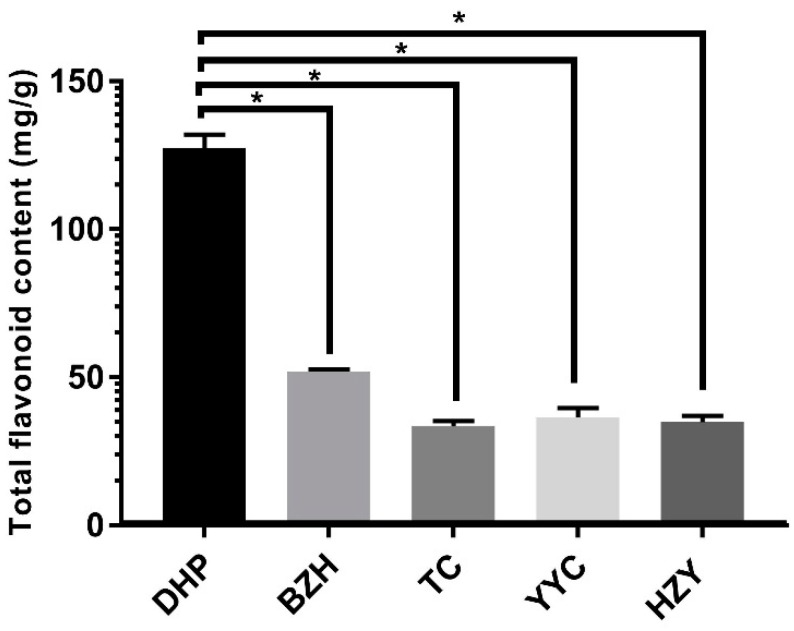 *
*
*
*
Total flavonoid content (mg/g)
150
100
50
0
DHP
BZH
TC
YYC
HZY